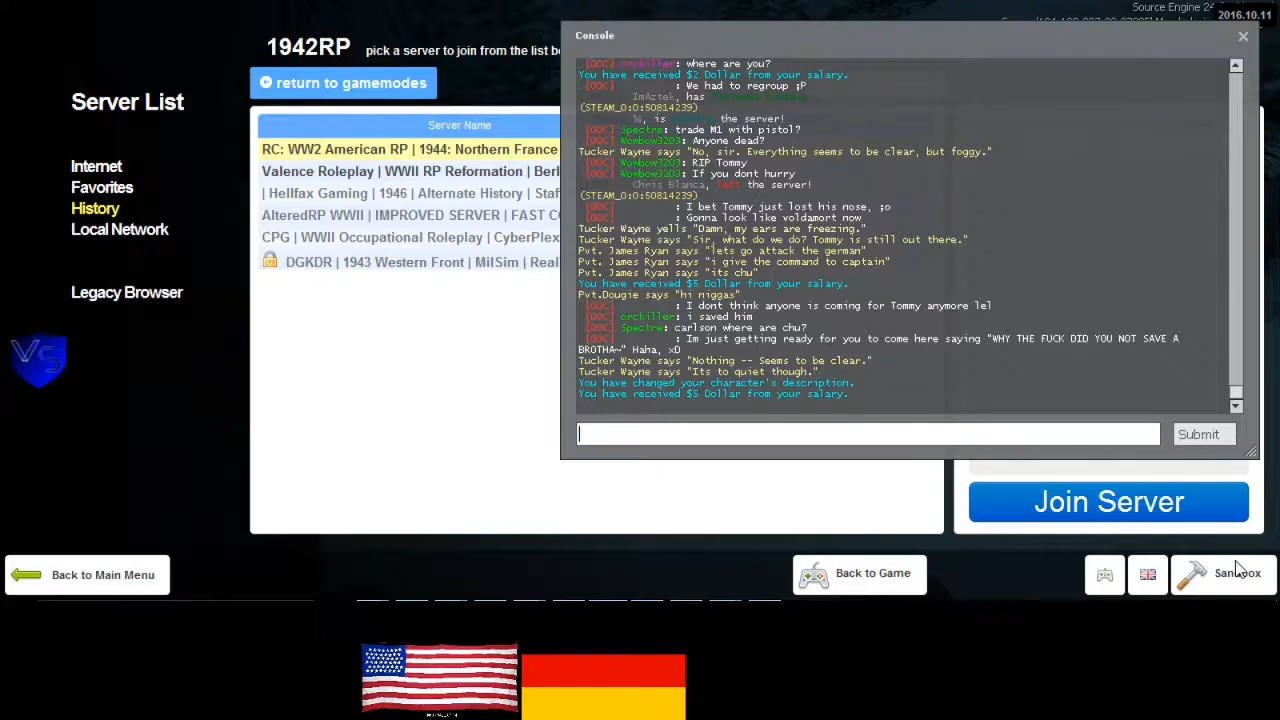 Source Engine 24
2016.10.11
1942RP pick a server to join from the list be
return to gamemodes
Server List
Internet
Favorites
History
Local Network
Legacy Browser
VS
Server Name
RC: WW2 American RP | 1944: Northern France
Valence Roleplay | WWII RP Reformation | Berl
| Hellfax Gaming | 1946 | Alternate History | Staf
AlteredRP WWII | IMPROVED SERVER | FAST CO
CPG | WWII Occupational Roleplay | CyberPlex
DGKDR | 1943 Western Front | MilSim | Real
Console
[OOC] orckiller: where are you?
You have received $2 Dollar from your salary.
[OOC] : We had to regroup ;P
ImAztek, has
(STEAM_0:0:50814239)
is the server!
[OOC] Spectre: trade M1 with pistol?
[OOC] Wombow3203: Anyone dead?
Tucker Wayne says "No, sir. Everything seems to be clear, but foggy."
[OOC] Wombow3203: RIP Tommy
[OOC] Wombow3203: If you dont hurry
Chris Blanca, left the server!
(STEAM_0:0:50814239)
[OOC] : I bet Tommy just lost his nose, ;o
[OOC] : Gonna look like voldamort now
Tucker Wayne yells "Damn, my ears are freezing."
Tucker Wayne says "Sir, what do we do? Tommy is still out there."
Pvt. James Ryan says "lets go attack the german"
Pvt. James Ryan says "i give the command to captain"
Pvt. James Ryan says "its chu"
You have received $5 Dollar from your salary.
Pvt.Dougie says "hi niggas"
[OOC] : I dont think anyone is coming for Tommy anymore lel
[OOC] orckiller: i saved him
[OOC] Spectre: carlson where are chu?
[OOC] : Im just getting ready for you to come here saying "WHY THE FUCK DID YOU NOT SAVE A
BROTHA~" Haha, xD
Tucker Wayne says "Nothing -- Seems to be clear."
Tucker Wayne says "Its to quiet though."
You have changed your character's description.
You have received $5 Dollar from your salary.
Submit
Join Server
Back to Main Menu
Back to Game
Sandbox